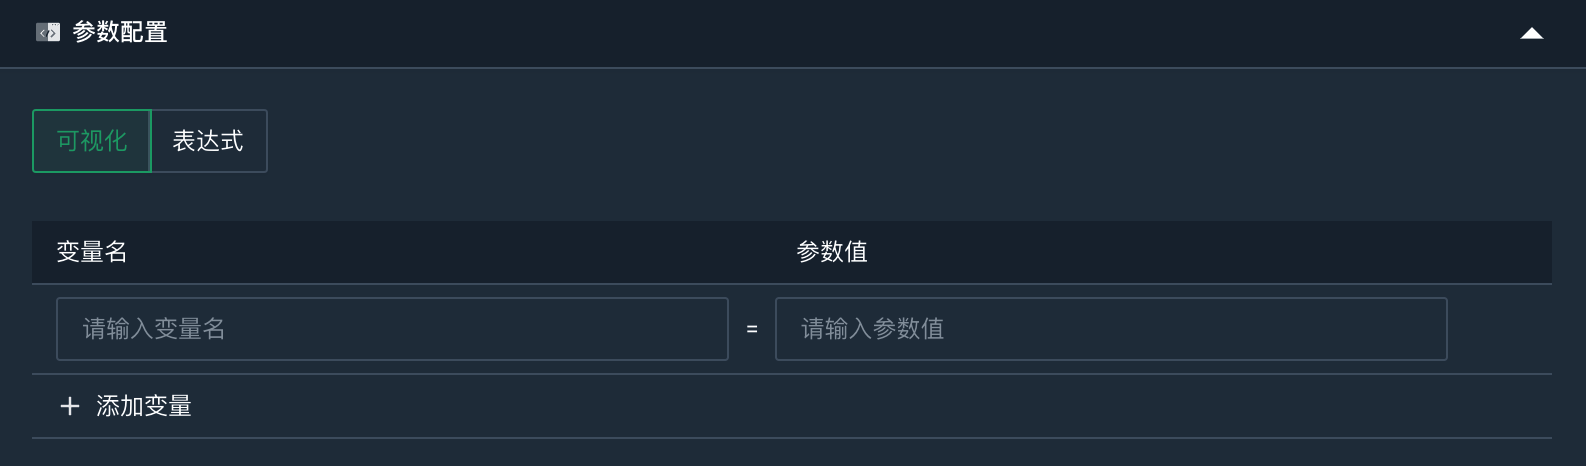 参数配置
可视化 表达式
变量名 参数值
请输入变量名 = 请输入参数值
+ 添加变量